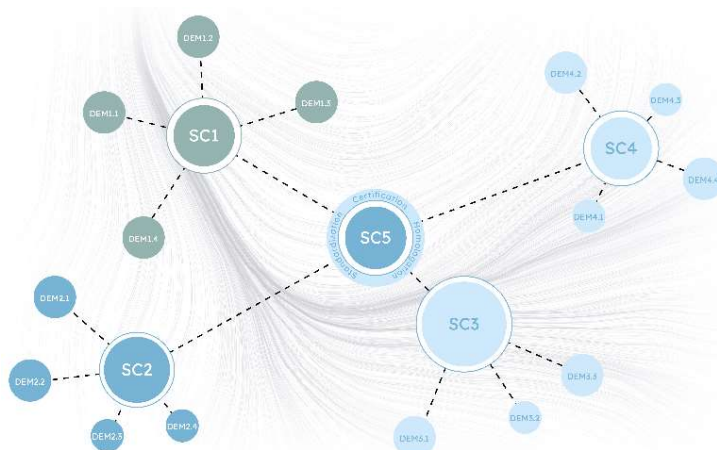 DEM1.2
DEM1.1
DEM1.3
SC1
DEM1.4
DEM4.2
DEM4.3
SC4
DEM4.4
DEM4.1
Certification
Standardization
Homologation
SC5
DEM2.1
SC2
DEM2.2
DEM2.3
DEM2.4
SC3
DEM3.3
DEM3.2
DEM3.1